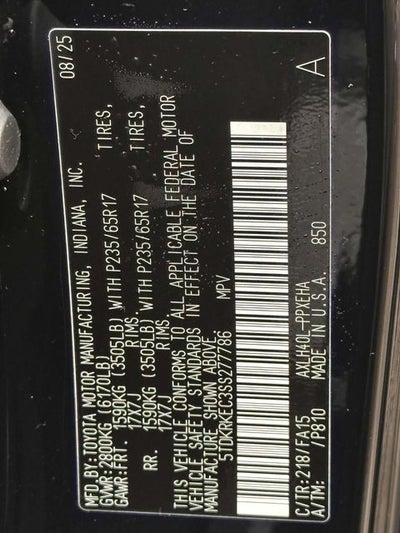 MFD.BY:TOYOTA MOTOR MANUFACTURING, INDIANA, INC. 08/25
GVWR:2800KG (6170LB)
GAWR:FRT. 1590KG (3505LB) WITH P235/65R17 TIRES,
17X7J RIMS
RR. 1590KG (3505LB) WITH P235/65R17 TIRES,
17X7J RIMS
THIS VEHICLE CONFORMS TO ALL APPLICABLE FEDERAL MOTOR
VEHICLE SAFETY STANDARDS IN EFFECT ON THE DATE OF
MANUFACTURE SHOWN ABOVE.
5TDKRKEC3SS277786 MPV
A
C/TR:218/FA15 AXLH40L-PPXEHA 850
A/TM: /P810 MADE IN U.S.A.